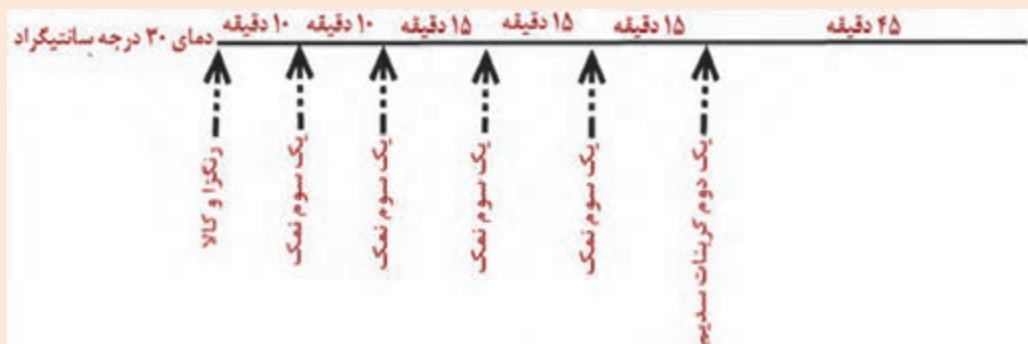 دمای ۳۰ درجه سانتیگراد
۱۰ دقیقه
۱۰ دقیقه
۱۵ دقیقه
۱۵ دقیقه
۱۵ دقیقه
۴۵ دقیقه
رنگزا و کالا
یک سوم نمک
یک سوم نمک
یک سوم نمک
یک سوم نمک
یک دوم کربنات سدیم